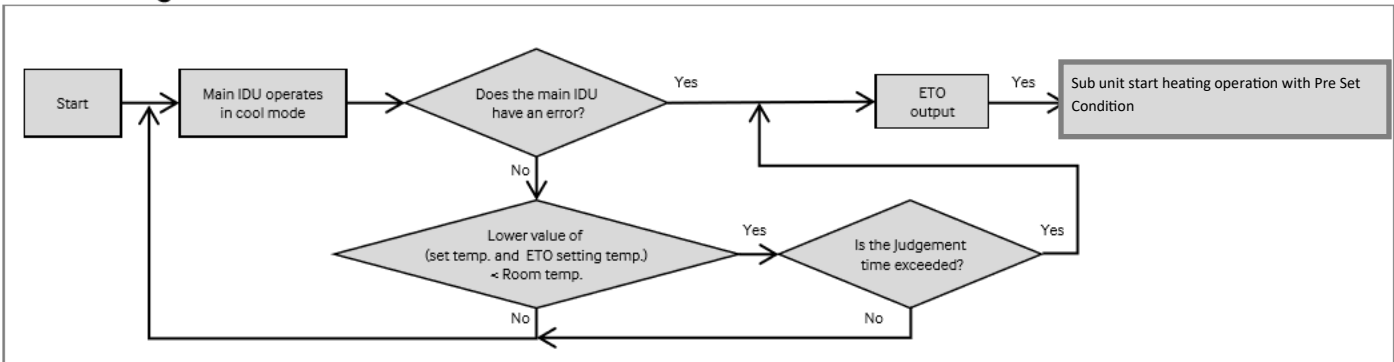 Start
Main IDU operates
in cool mode
Does the main IDU
have an error?
Yes
ETO
output
Yes
Sub unit start heating operation with Pre Set
Condition
No
Lower value of
(set temp. and ETO setting temp.)
< Room temp.
Yes
Is the Judgement
time exceeded?
Yes
No
No